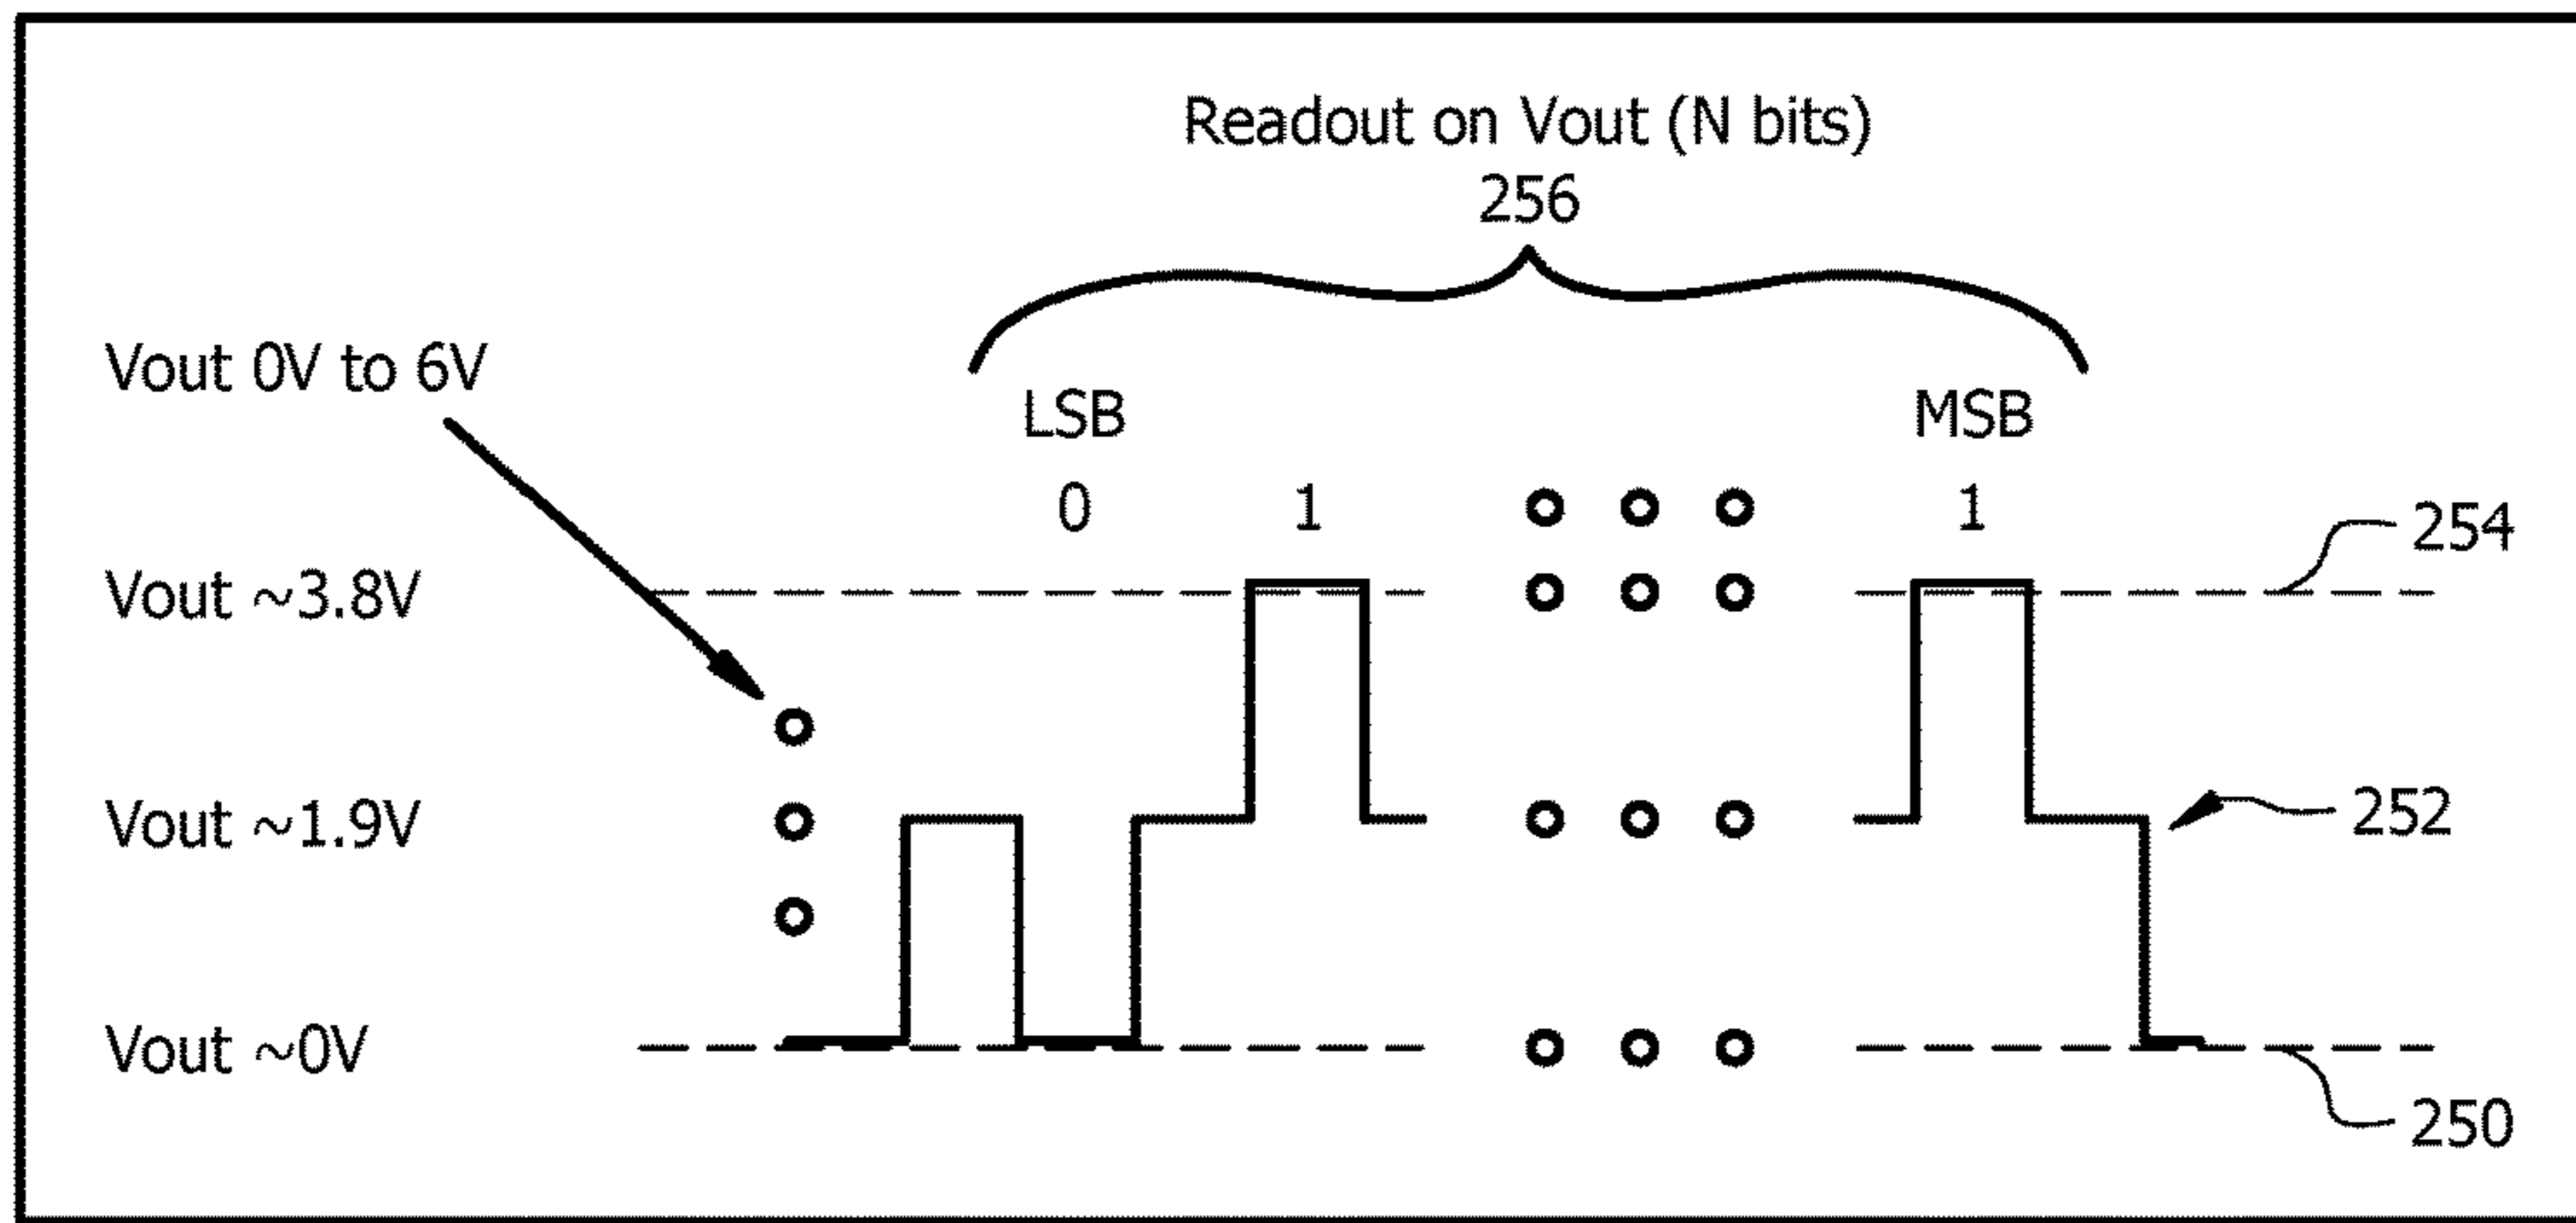 Readout on Vout (N bits)
256
Vout 0V to 6V
LSB
MSB
0
1
1
254
Vout ~3.8V
Vout ~1.9V
252
Vout ~0V
250